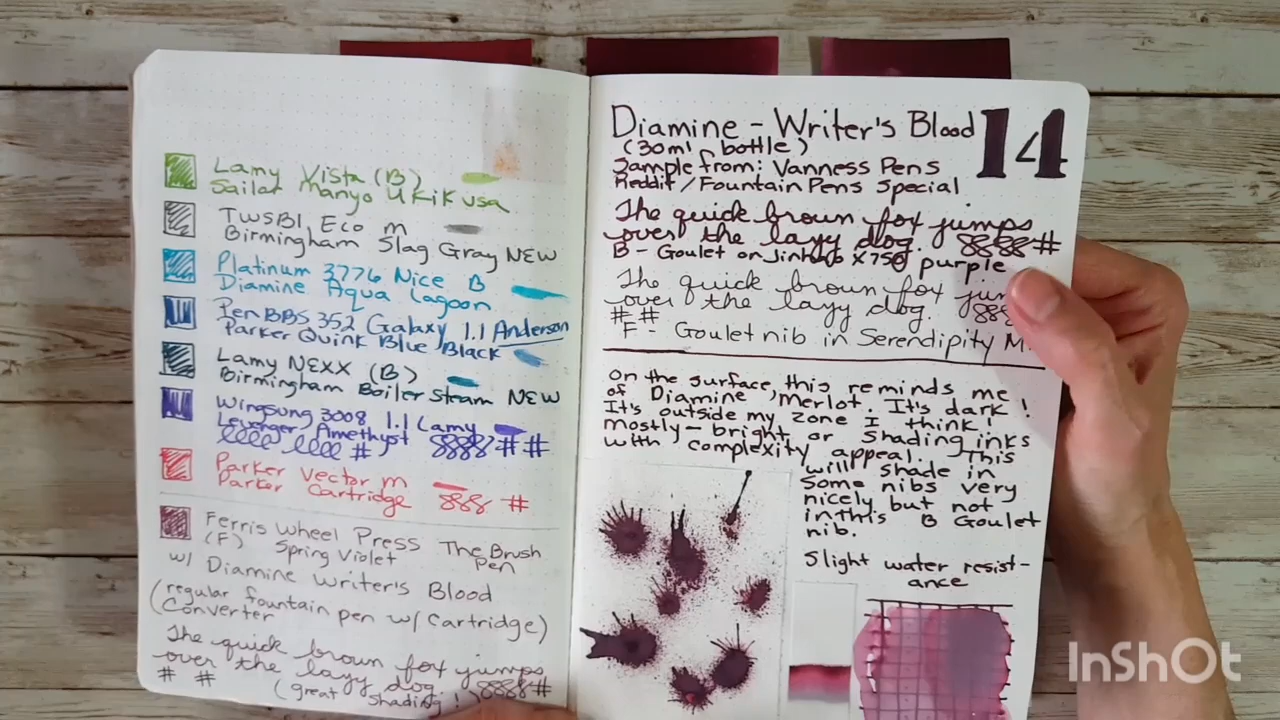 Lamy Vista (B)
Sailor Manyo Ukikusa
TWSBI Eco m
Birmingham Slag Gray NEW
Platinum 3776 Nice B
Diamine Aqua Lagoon
PenBBS 352 Galaxy 1.1 Anderson
Parker Quink Blue Black
Lamy NEXX (B)
Birmingham Boiler Steam NEW
Wingsung 3008 1.1 Lamy
Levenger Amethyst 8888 # #
llll llll #
Parker Vector m
Parker Cartridge 888 #
Ferris Wheel Press The Brush
Pen
(F) Spring Violet
w/ Diamine Writer's Blood
(regular fountain pen w/ Cartridge)
Converter
The quick brown fox jumps
over the lazy dog. 8888#
# # (great shading!)
Diamine - Writer's Blood 14
(30ml bottle)
Sample from: Vanness Pens
Reddit/Fountain Pens Special
The quick brown fox jumps
over the lazy dog. 8888#
B - Goulet on Jinhao X750 purple
The quick brown fox jum
over the lazy dog. 88
# #
F - Goulet nib in Serendipity M
On the surface, this reminds me
of Diamine Merlot. It's dark!
It's outside my zone I think!
mostly - bright or shading inks
with complexity appeal. This
will shade in
some nibs very
nicely but not
in this B Goulet
nib.
Slight water resist-
ance
InShOt